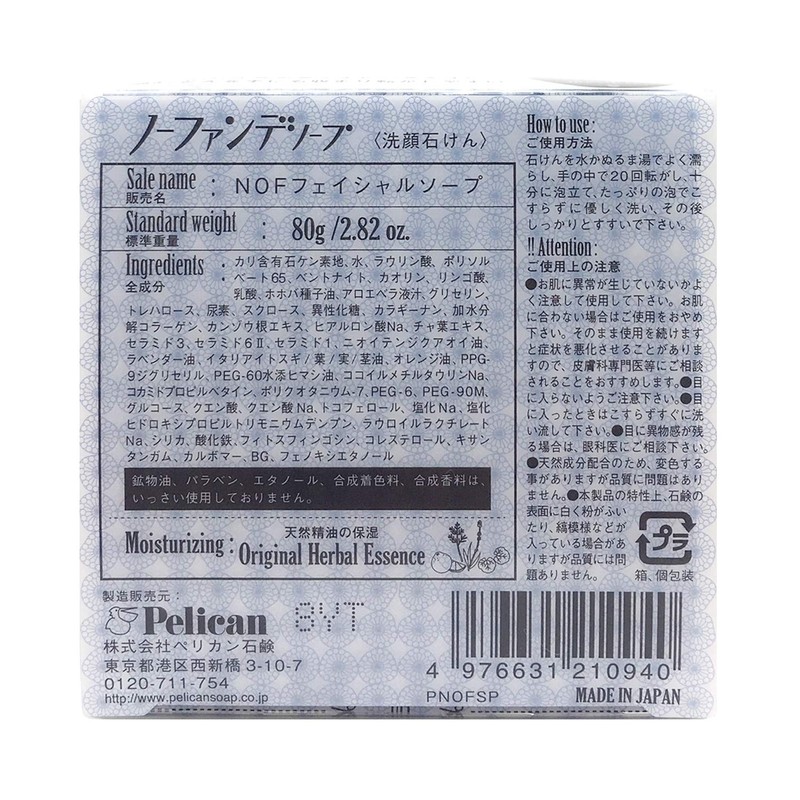 ノーファンデソープ 〈洗顔石けん〉
Sale name : NOFフェイシャルソープ
販売名
Standard weight : 80g /2.82 oz.
標準重量
Ingredients : カリ含有石ケン素地、水、ラウリン酸、ポリソル
全成分 ベート65、ベントナイト、カオリン、リンゴ酸、
乳酸、ホホバ種子油、アロエベラ液汁、グリセリン、
トレハロース、尿素、スクロース、異性化糖、カラギーナン、加水分
解コラーゲン、カンゾウ根エキス、ヒアルロン酸Na、チャ葉エキス、
セラミド3、セラミド6Ⅱ、セラミド1、ニオイテンジクアオイ油、
ラベンダー油、イタリアイトスギ/葉/実/茎油、オレンジ油、PPG-
9ジグリセリル、PEG-60水添ヒマシ油、ココイルメチルタウリンNa、
コカミドプロピルベタイン、ポリクオタニウム-7、PEG-6、PEG-90M、
グルコース、クエン酸、クエン酸Na、トコフェロール、塩化Na、塩化
ヒドロキシプロピルトリモニウムデンプン、ラウロイルラクチレート
Na、シリカ、酸化鉄、フィトスフィンゴシン、コレステロール、キサン
タンガム、カルボマー、BG、フェノキシエタノール
鉱物油、パラベン、エタノール、合成着色料、合成香料は、
いっさい使用しておりません。
天然精油の保湿
Moisturizing : Original Herbal Essence
How to use :
ご使用方法
石けんを水かぬるま湯でよく濡
らし、手の中で20回転がし、十
分に泡立て、たっぷりの泡でこ
すらずに優しく洗い、その後
しっかりとすすいで下さい。
!! Attention :
ご使用上の注意
●お肌に異常が生じていないかよ
く注意して使用して下さい。お肌
に合わない場合はご使用をおやめ
下さい。そのまま使用を続けます
と症状を悪化させることがありま
すので、皮膚科専門医等にご相談
されることをおすすめします。●目
に入らないようご注意下さい。●目
に入ったときはこすらずすぐに洗
い流して下さい。●目に異物感が残
る場合は、眼科医にご相談下さい。
●天然成分配合のため、変色する
事がありますが品質に問題はあり
ません。●本製品の特性上、石鹸の
表面に白く粉がふい
たり、縞模様などが
入っている場合があ
りますが品質には問
題ありません。
プラ
箱、個包装
製造販売元:
Pelican 8YT
株式会社ペリカン石鹸
東京都港区西新橋3-10-7
0120-711-754
http://www.pelicansoap.co.jp
4 976631 210940
PNOFSP MADE IN JAPAN